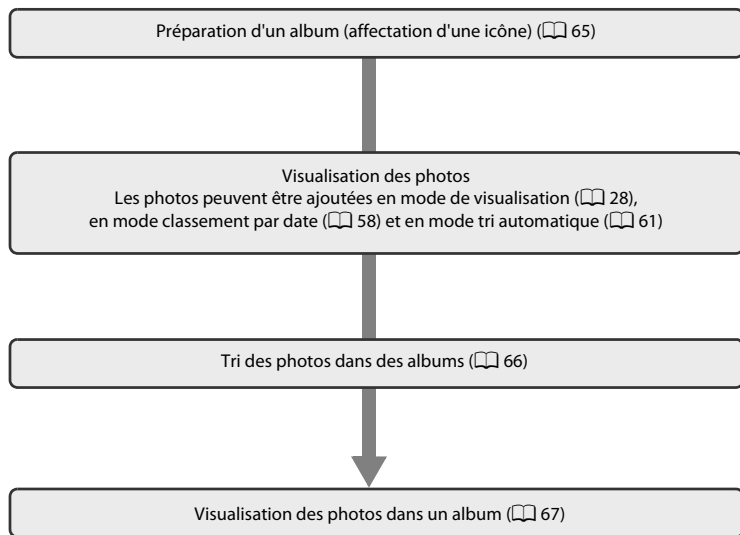 Préparation d'un album (affectation d'une icône) (📖 65)
Visualisation des photos
Les photos peuvent être ajoutées en mode de visualisation (📖 28),
en mode classement par date (📖 58) et en mode tri automatique (📖 61)
Tri des photos dans des albums (📖 66)
Visualisation des photos dans un album (📖 67)